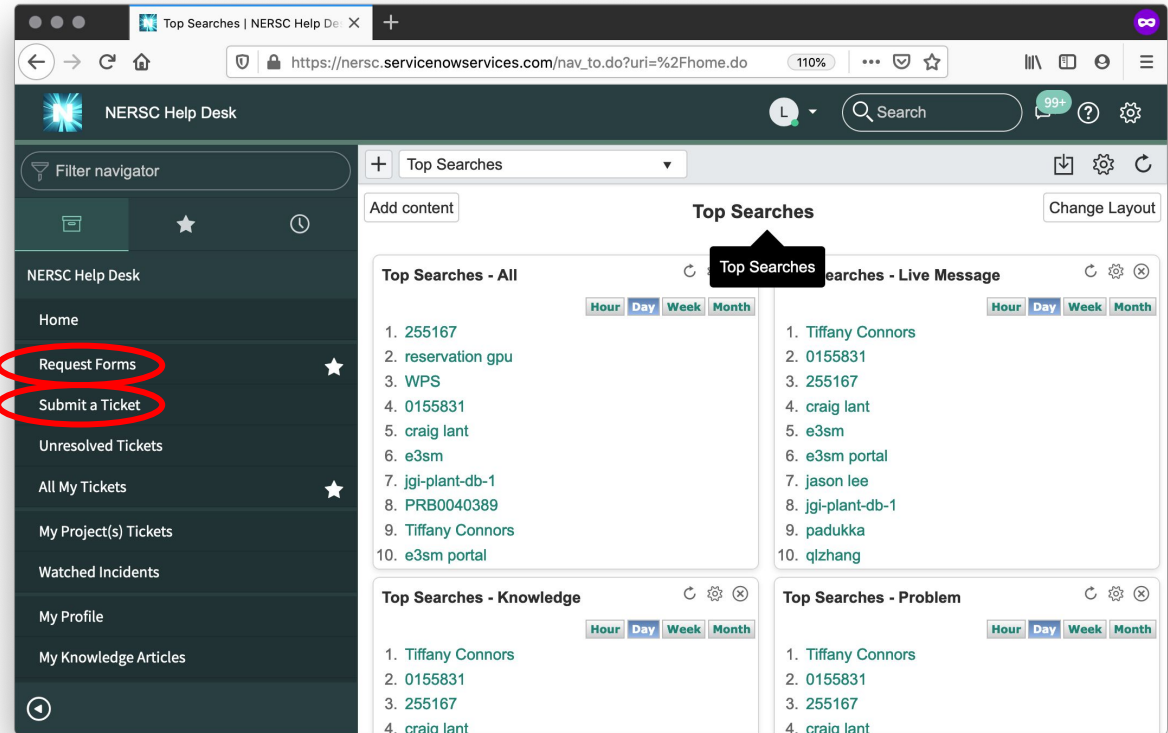 Top Searches | NERSC Help De
https://nersc.servicenowservices.com/nav_to.do?uri=%2Fhome.do
110%
NERSC Help Desk
L
Search
99+
Filter navigator
NERSC Help Desk
Home
Request Forms
Submit a Ticket
Unresolved Tickets
All My Tickets
My Project(s) Tickets
Watched Incidents
My Profile
My Knowledge Articles
Top Searches
Add content
Top Searches
Change Layout
Top Searches
Top Searches - All
Hour Day Week Month
1. 255167
2. reservation gpu
3. WPS
4. 0155831
5. craig lant
6. e3sm
7. jgi-plant-db-1
8. PRB0040389
9. Tiffany Connors
10. e3sm portal
earches - Live Message
Hour Day Week Month
1. Tiffany Connors
2. 0155831
3. 255167
4. craig lant
5. e3sm
6. e3sm portal
7. jason lee
8. jgi-plant-db-1
9. padukka
10. qlzhang
Top Searches - Knowledge
Hour Day Week Month
1. Tiffany Connors
2. 0155831
3. 255167
4. craig lant
Top Searches - Problem
Hour Day Week Month
1. Tiffany Connors
2. 0155831
3. 255167
4. craig lant